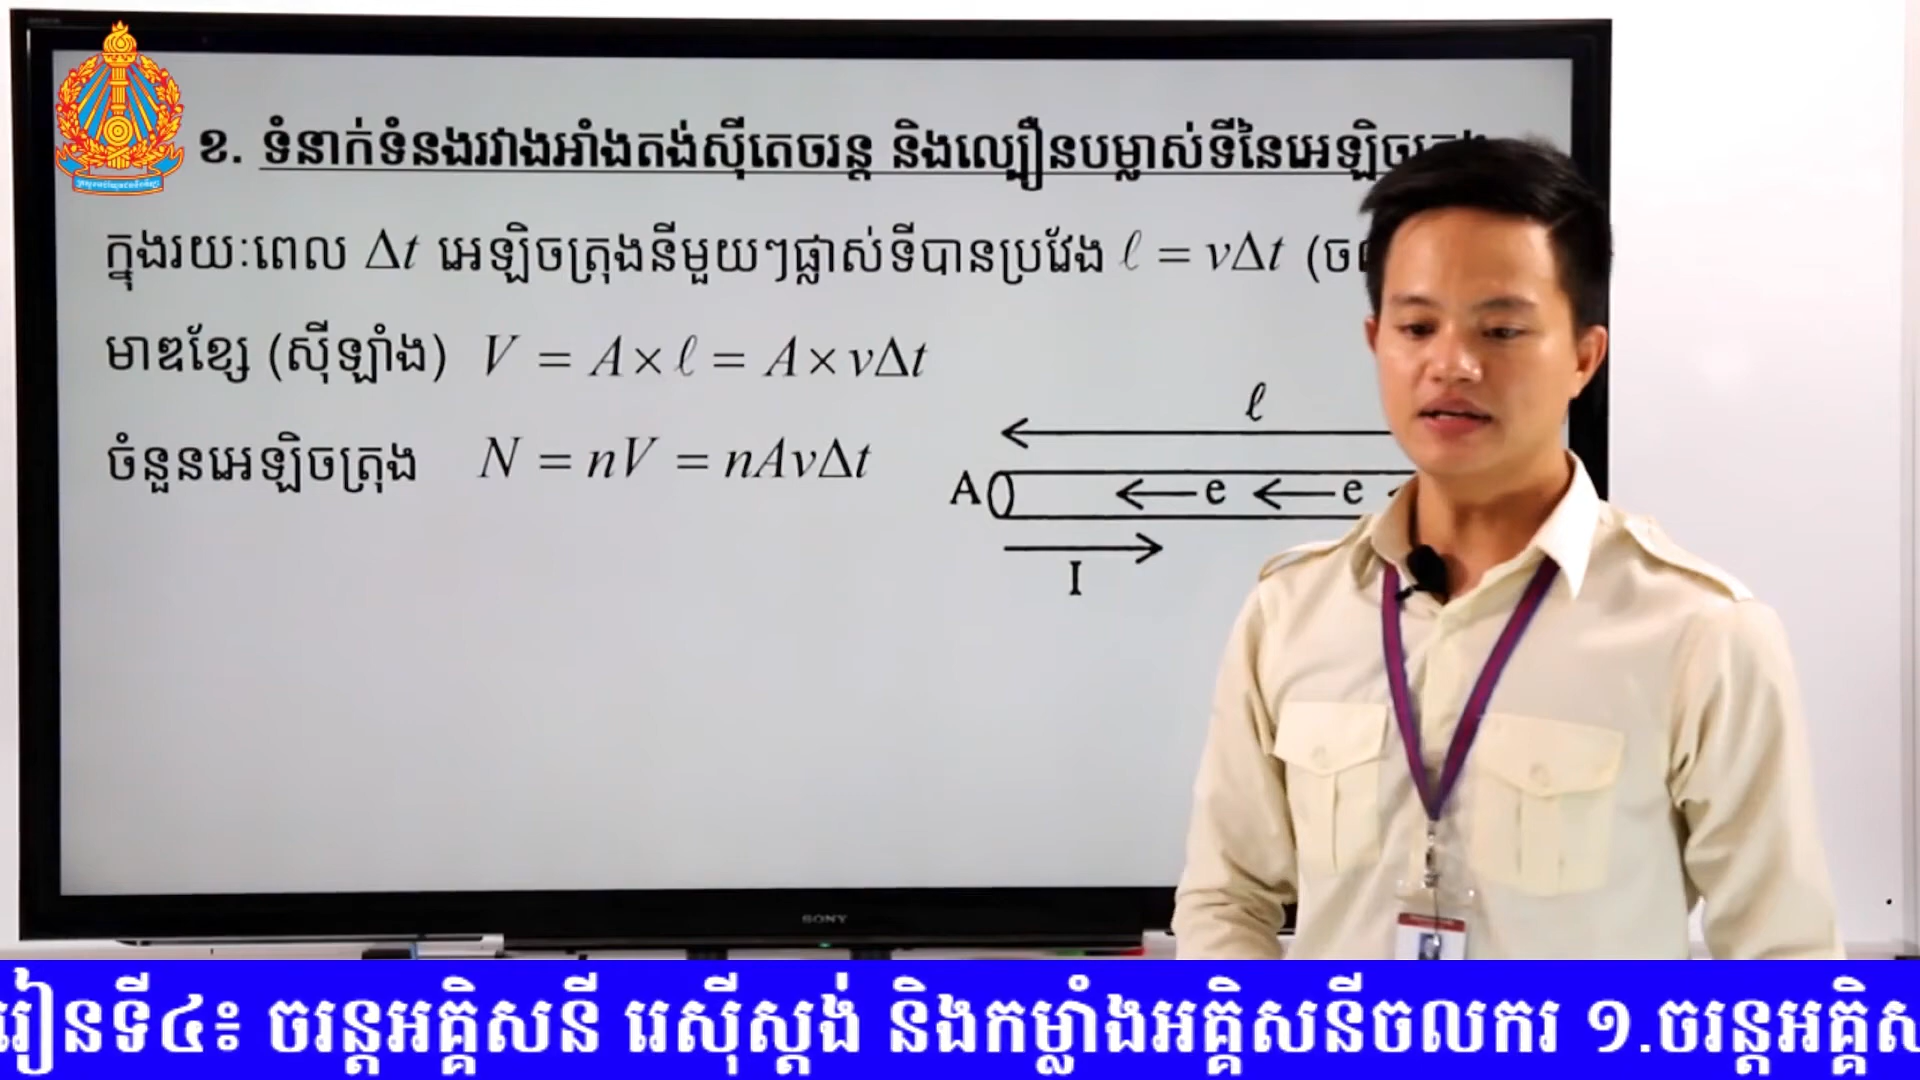 ខ. ទំនាក់ទំនងរវាងអាំងតង់ស៊ីតេចរន្ត និងល្បឿនបម្លាស់ទីនៃអេឡិចត្រុង
ក្នុងរយៈពេល Δt អេឡិចត្រុងនីមួយៗផ្លាស់ទីបានប្រវែង ℓ = vΔt
មាឌខ្សែ (ស៊ីឡាំង) V = A × ℓ = A × vΔt
ចំនួនអេឡិចត្រុង N = nV = nAvΔt
ℓ
A e e
I
SONY
រៀនទី៤៖ ចរន្តអគ្គិសនី រេស៊ីស្តង់ និងកម្លាំងអគ្គិសនីចលករ ១.ចរន្តអគ្គិស